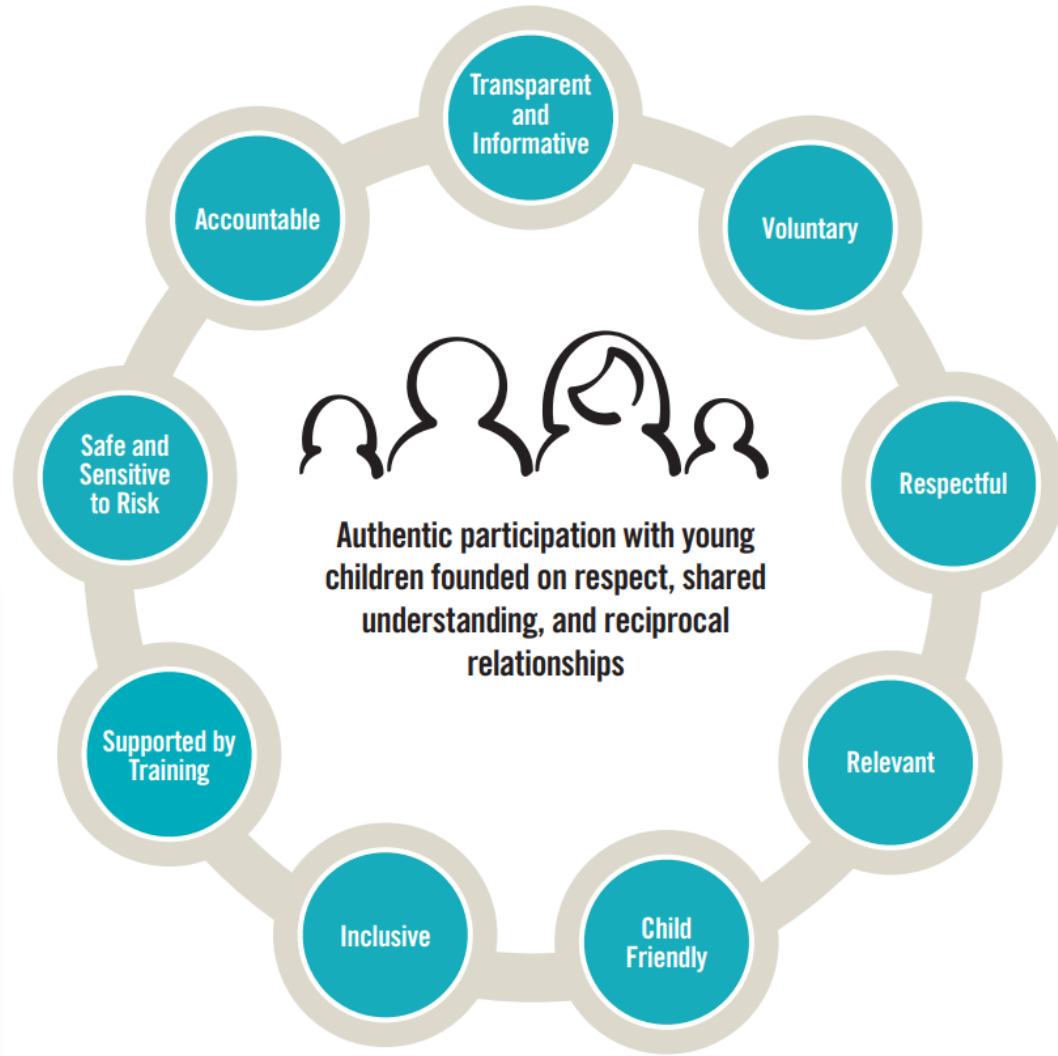 Transparent
and
Informative
Voluntary
Respectful
Relevant
Child
Friendly
Inclusive
Supported by
Training
Safe and
Sensitive
to Risk
Accountable
Authentic participation with young
children founded on respect, shared
understanding, and reciprocal
relationships